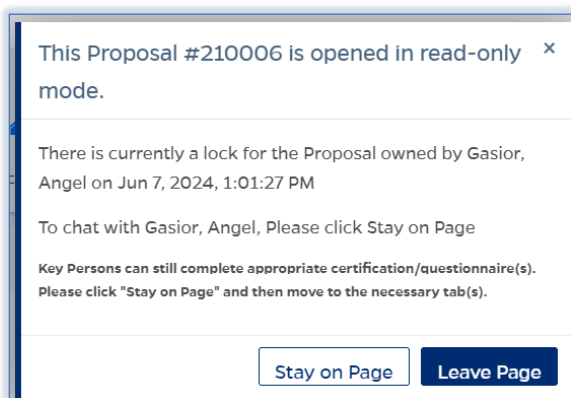 This Proposal #210006 is opened in read-only ×
mode.
There is currently a lock for the Proposal owned by Gasior,
Angel on Jun 7, 2024, 1:01:27 PM
To chat with Gasior, Angel, Please click Stay on Page
Key Persons can still complete appropriate certification/questionnaire(s).
Please click "Stay on Page" and then move to the necessary tab(s).
Stay on Page Leave Page